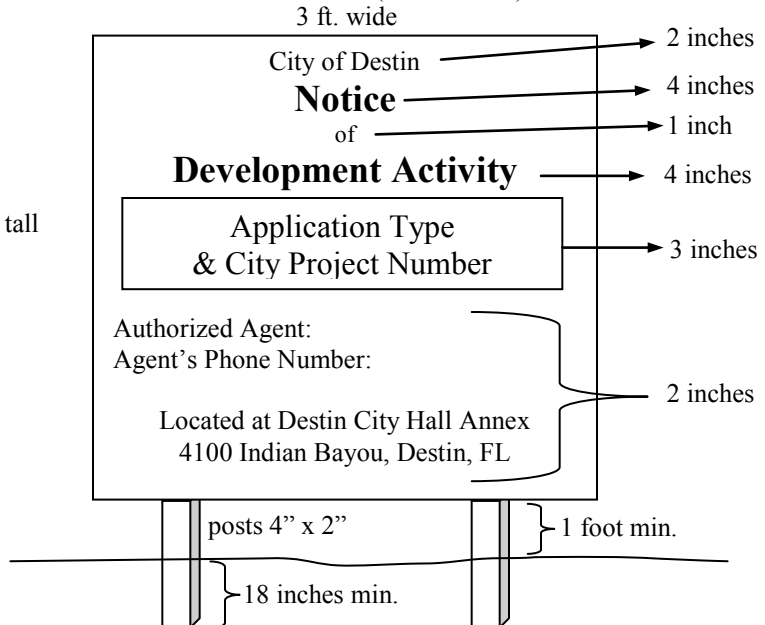 3 ft. wide
City of Destin
2 inches
Notice
4 inches
of
1 inch
Development Activity
4 inches
tall
Application Type
& City Project Number
3 inches
Authorized Agent:
Agent's Phone Number:
2 inches
Located at Destin City Hall Annex
4100 Indian Bayou, Destin, FL
posts 4” x 2”
1 foot min.
18 inches min.